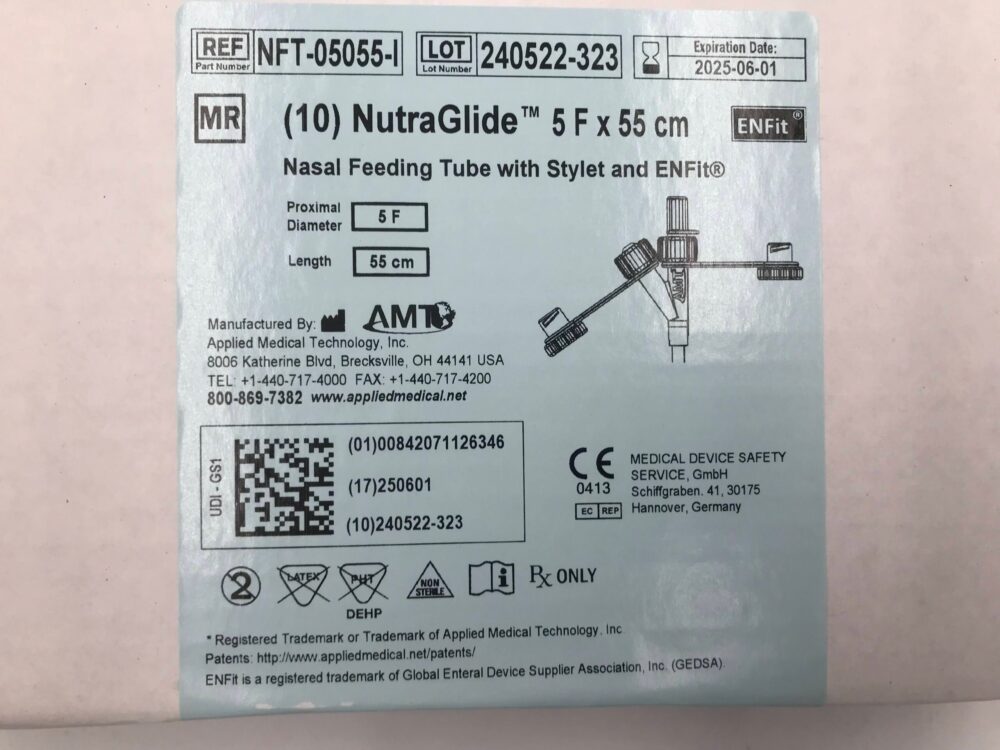 REF Part Number NFT-05055-I LOT Lot Number 240522-323 Expiration Date: 2025-06-01
MR (10) NutraGlide™ 5 F x 55 cm ENFit®
Nasal Feeding Tube with Stylet and ENFit®
Proximal Diameter 5 F
Length 55 cm
AMT
Manufactured By: AMT
Applied Medical Technology, Inc.
8006 Katherine Blvd, Brecksville, OH 44141 USA
TEL: +1-440-717-4000 FAX: +1-440-717-4200
800-869-7382 www.appliedmedical.net
UDI - GS1
(01)00842071126346
(17)250601
(10)240522-323
CE 0413
EC REP
MEDICAL DEVICE SAFETY
SERVICE, GmbH
Schiffgraben. 41, 30175
Hannover, Germany
2 LATEX PHT DEHP NON STERILE i Rx ONLY
* Registered Trademark or Trademark of Applied Medical Technology. Inc
Patents: http://www.appliedmedical.net/patents/
ENFit is a registered trademark of Global Enteral Device Supplier Association, Inc. (GEDSA).